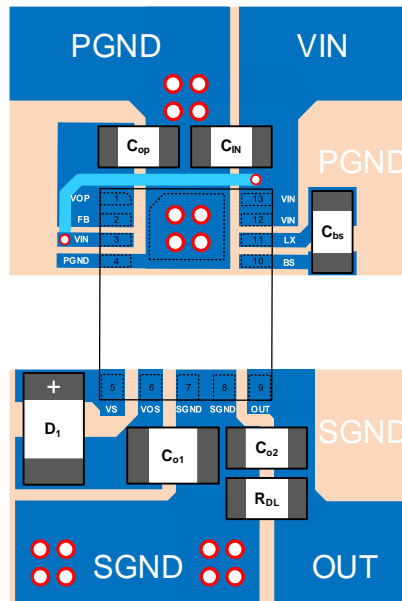 PGND VIN
Cop CIN
PGND
VOP 1 13 VIN
FB 2 12 VIN
VIN 3 11 LX
PGND 4 10 BS
Cbs
5 6 7 8 9
VS VOS SGND SGND OUT
+
D1
Co1 Co2
SGND
RDL
SGND OUT